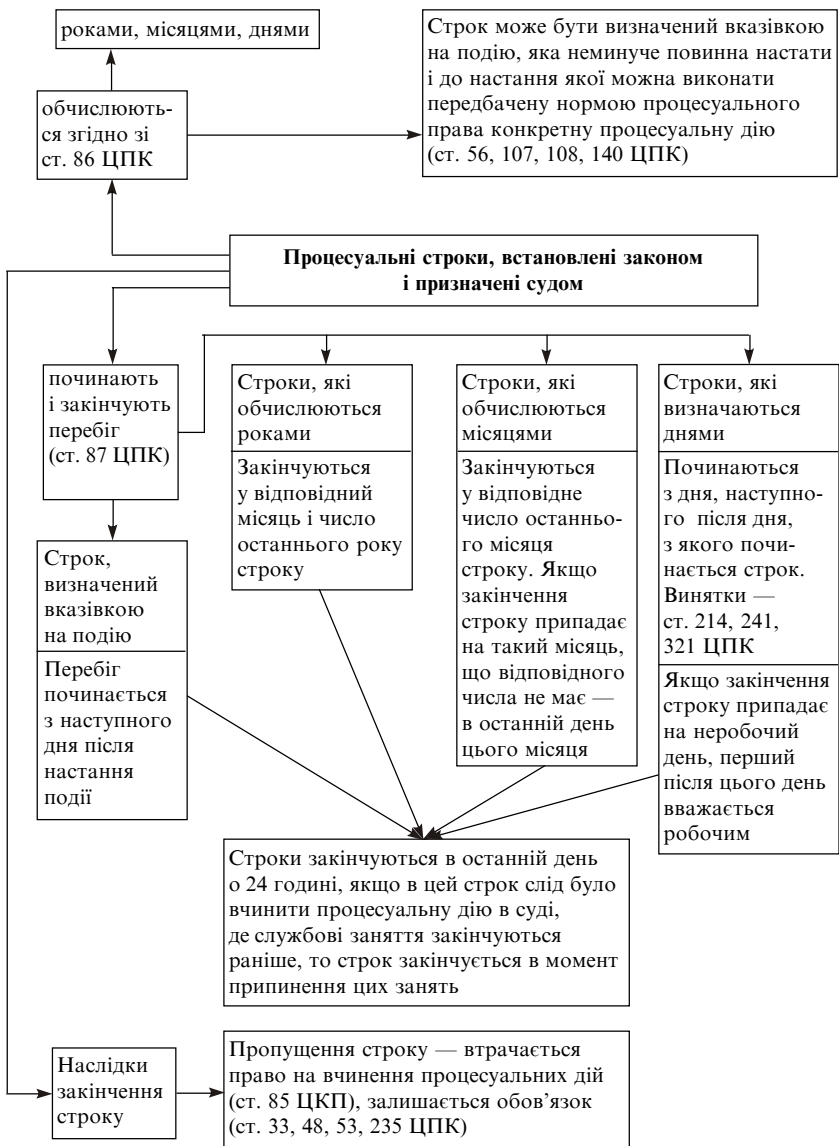 роками, місяцями, днями
Строк може бути визначений вказівкою
на подію, яка неминуче повинна настати
і до настання якої можна виконати
передбачену нормою процесуального
права конкретну процесуальну дію
(ст. 56, 107, 108, 140 ЦПК)
обчислюють-
ся згідно зі
ст. 86 ЦПК
Процесуальні строки, встановлені законом
і призначені судом
починають
і закінчують
перебіг
(ст. 87 ЦПК)
Строки, які
обчислюються
роками
Закінчуються
у відповідний
місяць і число
останнього року
строку
Строки, які
обчислюються
місяцями
Закінчуються
у відповідне
число останньо-
го місяця
строку. Якщо
закінчення
строку припадає
на такий місяць,
що відповідного
числа не має —
в останній день
цього місяця
Строки, які
визначаються
днями
Починаються
з дня, наступно-
го після дня,
з якого почи-
нається строк.
Винятки —
ст. 214, 241,
321 ЦПК
Якщо закінчення
строку припадає
на неробочий
день, перший
після цього день
вважається
робочим
Строк,
визначений
вказівкою
на подію
Перебіг
починається
з наступного
дня після
настання
події
Строки закінчуються в останній день
о 24 годині, якщо в цей строк слід було
вчинити процесуальну дію в суді,
де службові заняття закінчуються
раніше, то строк закінчується в момент
припинення цих занять
Наслідки
закінчення
строку
Пропущення строку — втрачається
право на вчинення процесуальних дій
(ст. 85 ЦКП), залишається обов'язок
(ст. 33, 48, 53, 235 ЦПК)